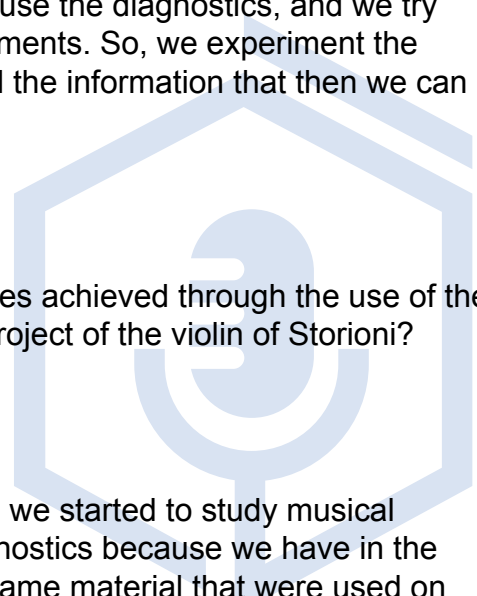 use the diagnostics, and we try
ments. So, we experiment the
the information that then we can
es achieved through the use of the
roject of the violin of Storioni?
we started to study musical
nostics because we have in the
ame material that were used on